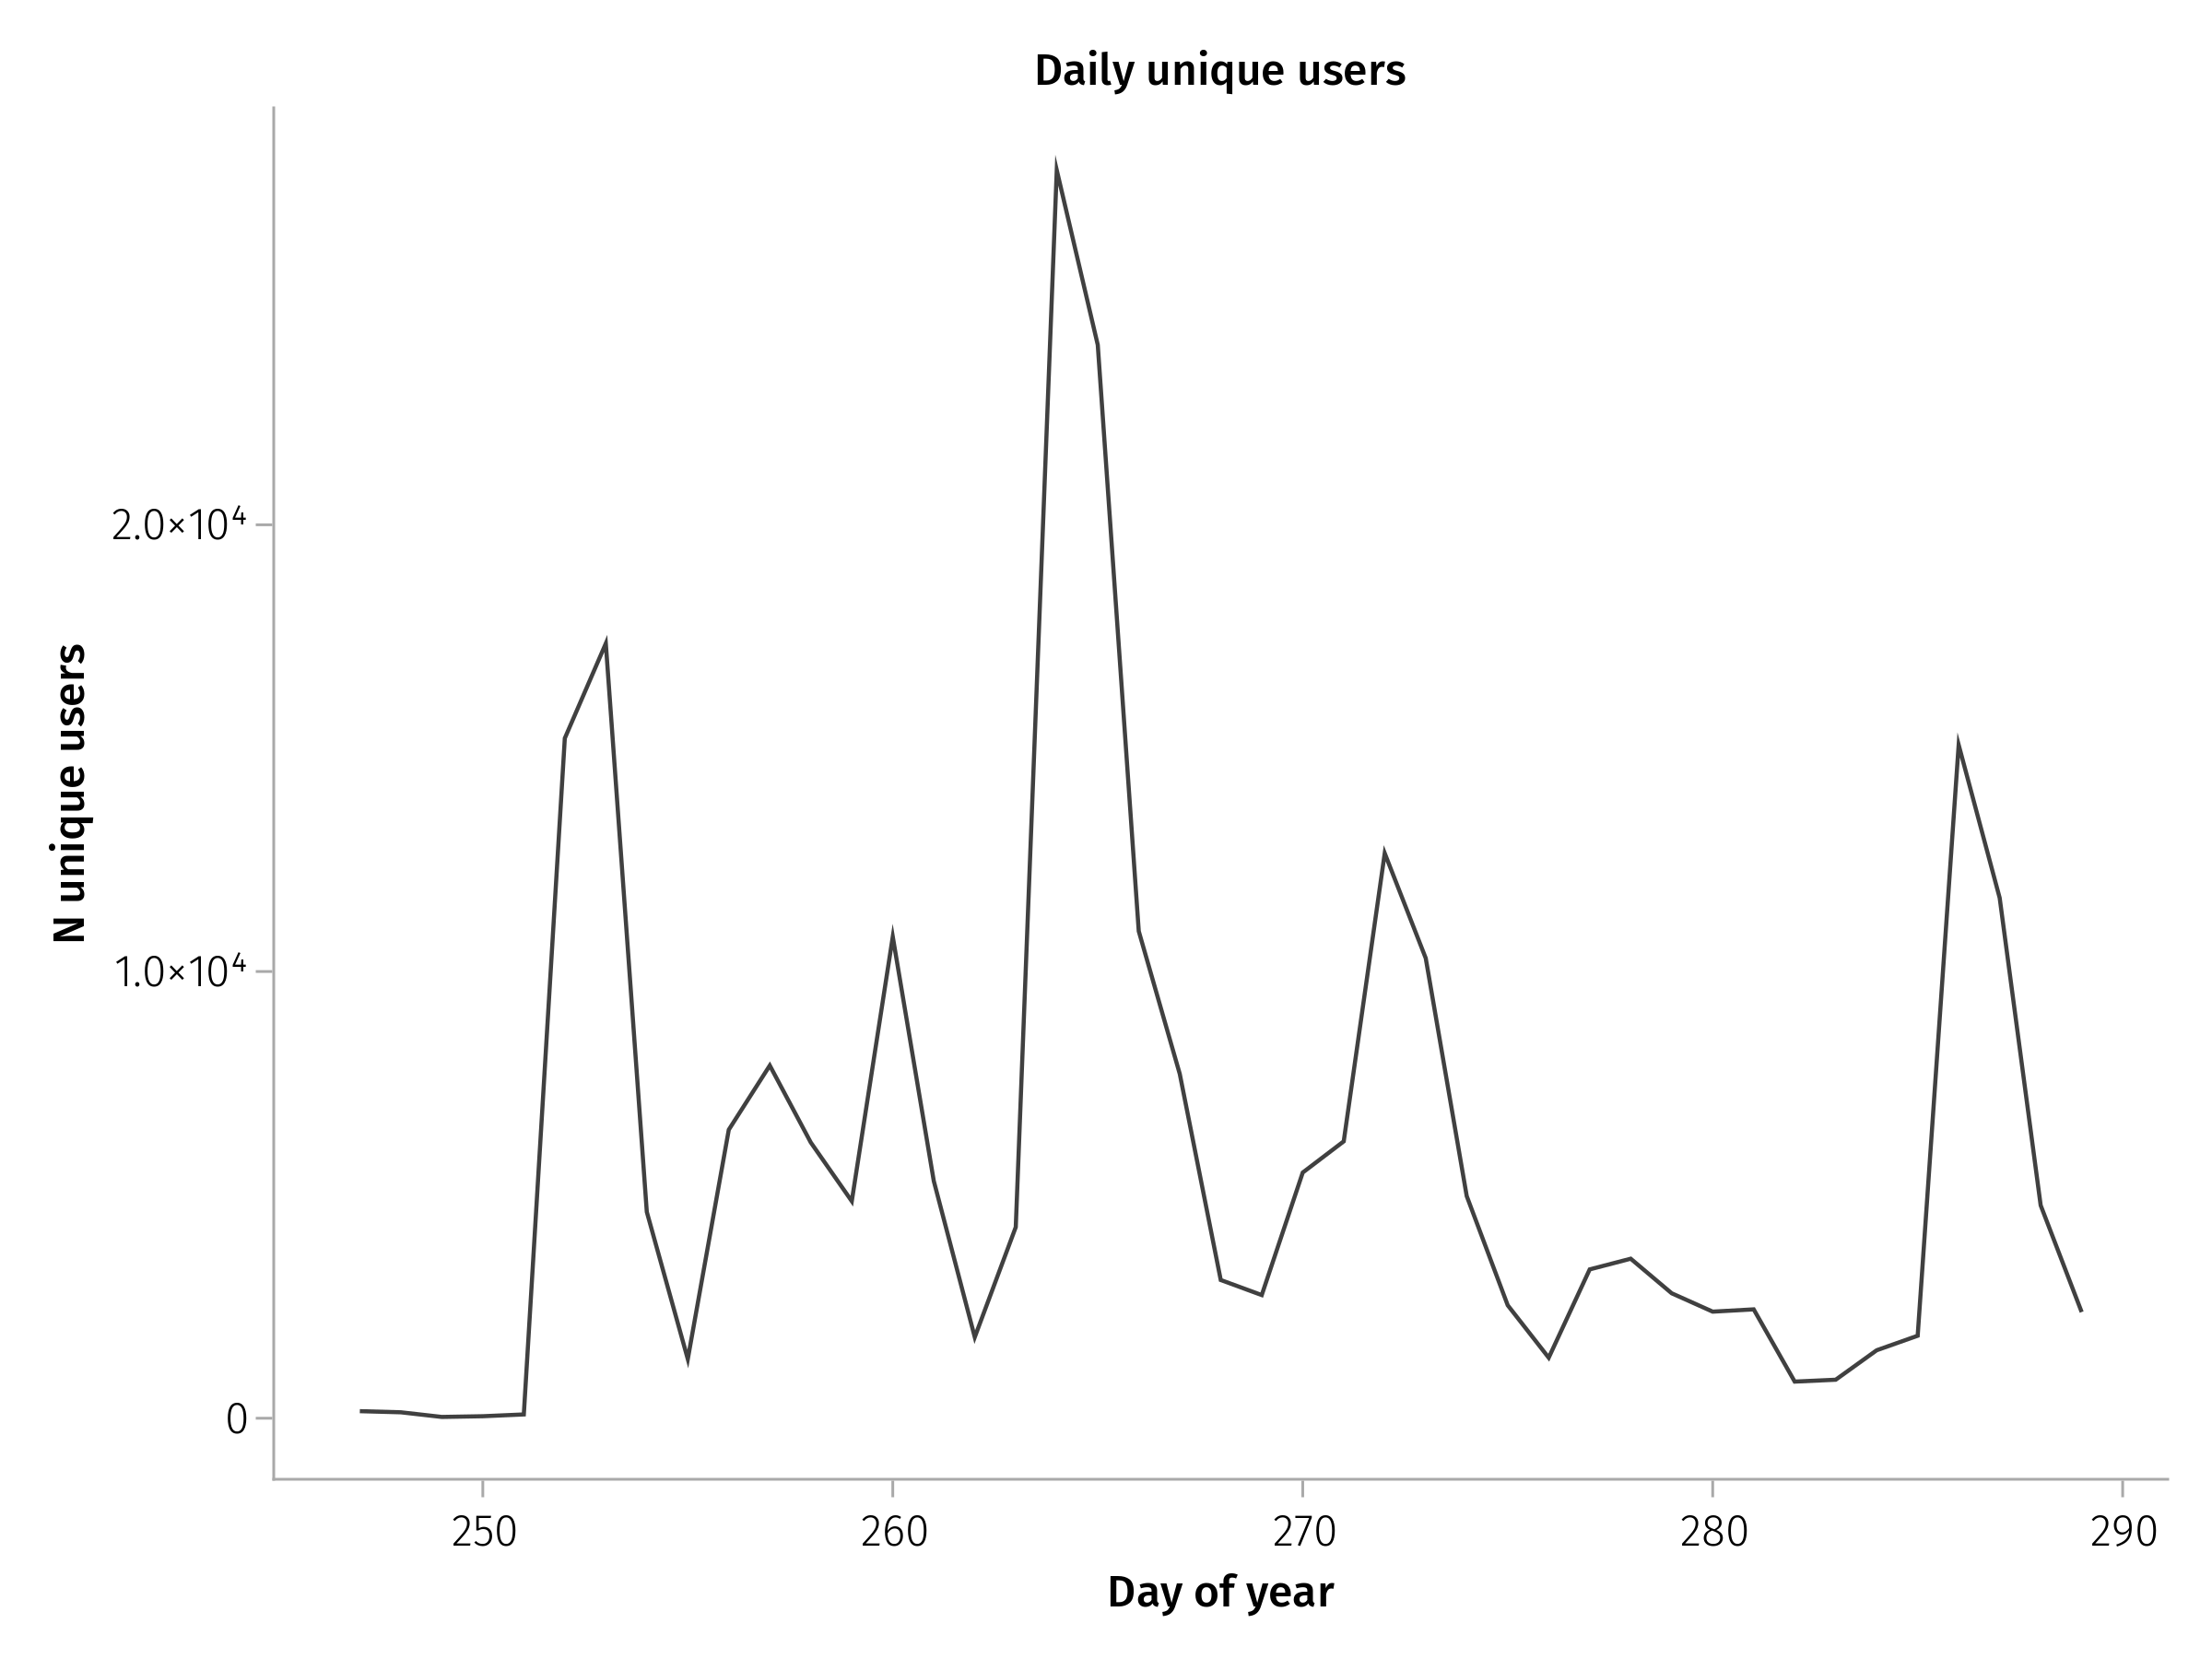 Daily unique users
N unique users
2.0×10⁴
1.0×10⁴
0
250 260 270 280 290
Day of year